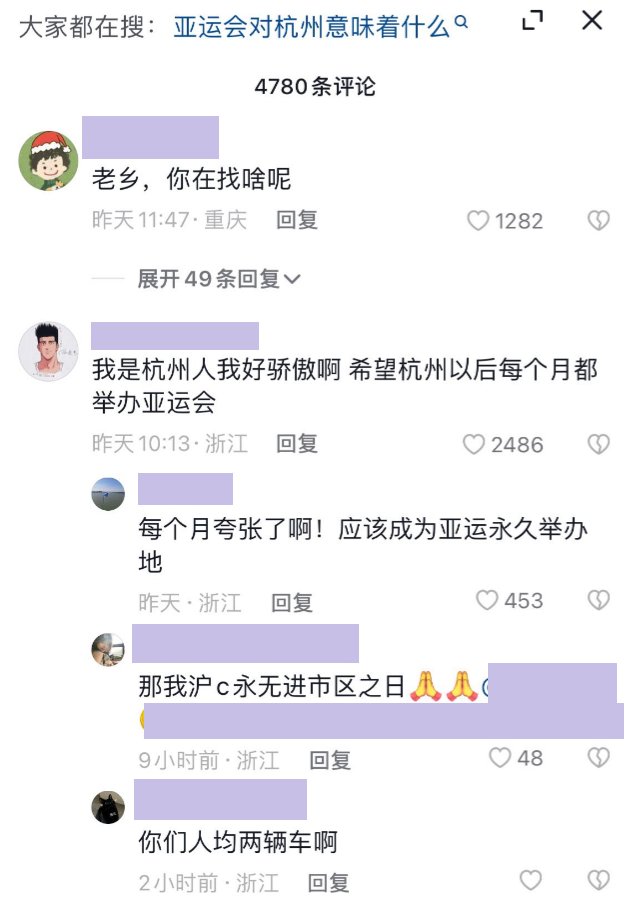 大家都在搜：亚运会对杭州意味着什么
4780条评论
老乡，你在找啥呢
昨天11:47·重庆 回复 1282
展开49条回复
我是杭州人我好骄傲啊 希望杭州以后每个月都
举办亚运会
昨天10:13·浙江 回复 2486
每个月夸张了啊！应该成为亚运永久举办
地
昨天·浙江 回复 453
那我沪c永无进市区之日🙏🙏
9小时前·浙江 回复 48
你们人均两辆车啊
2小时前·浙江 回复